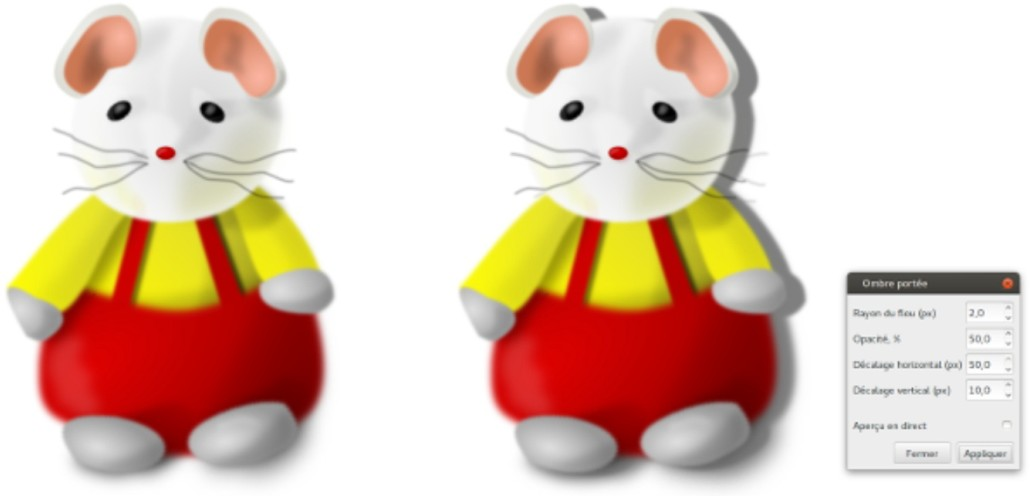 Ombre portée
Rayon du flou (px) 2,0
Opacité, % 50,0
Décalage horizontal (px) 50,0
Décalage vertical (px) 10,0
Aperçu en direct
Fermer Appliquer